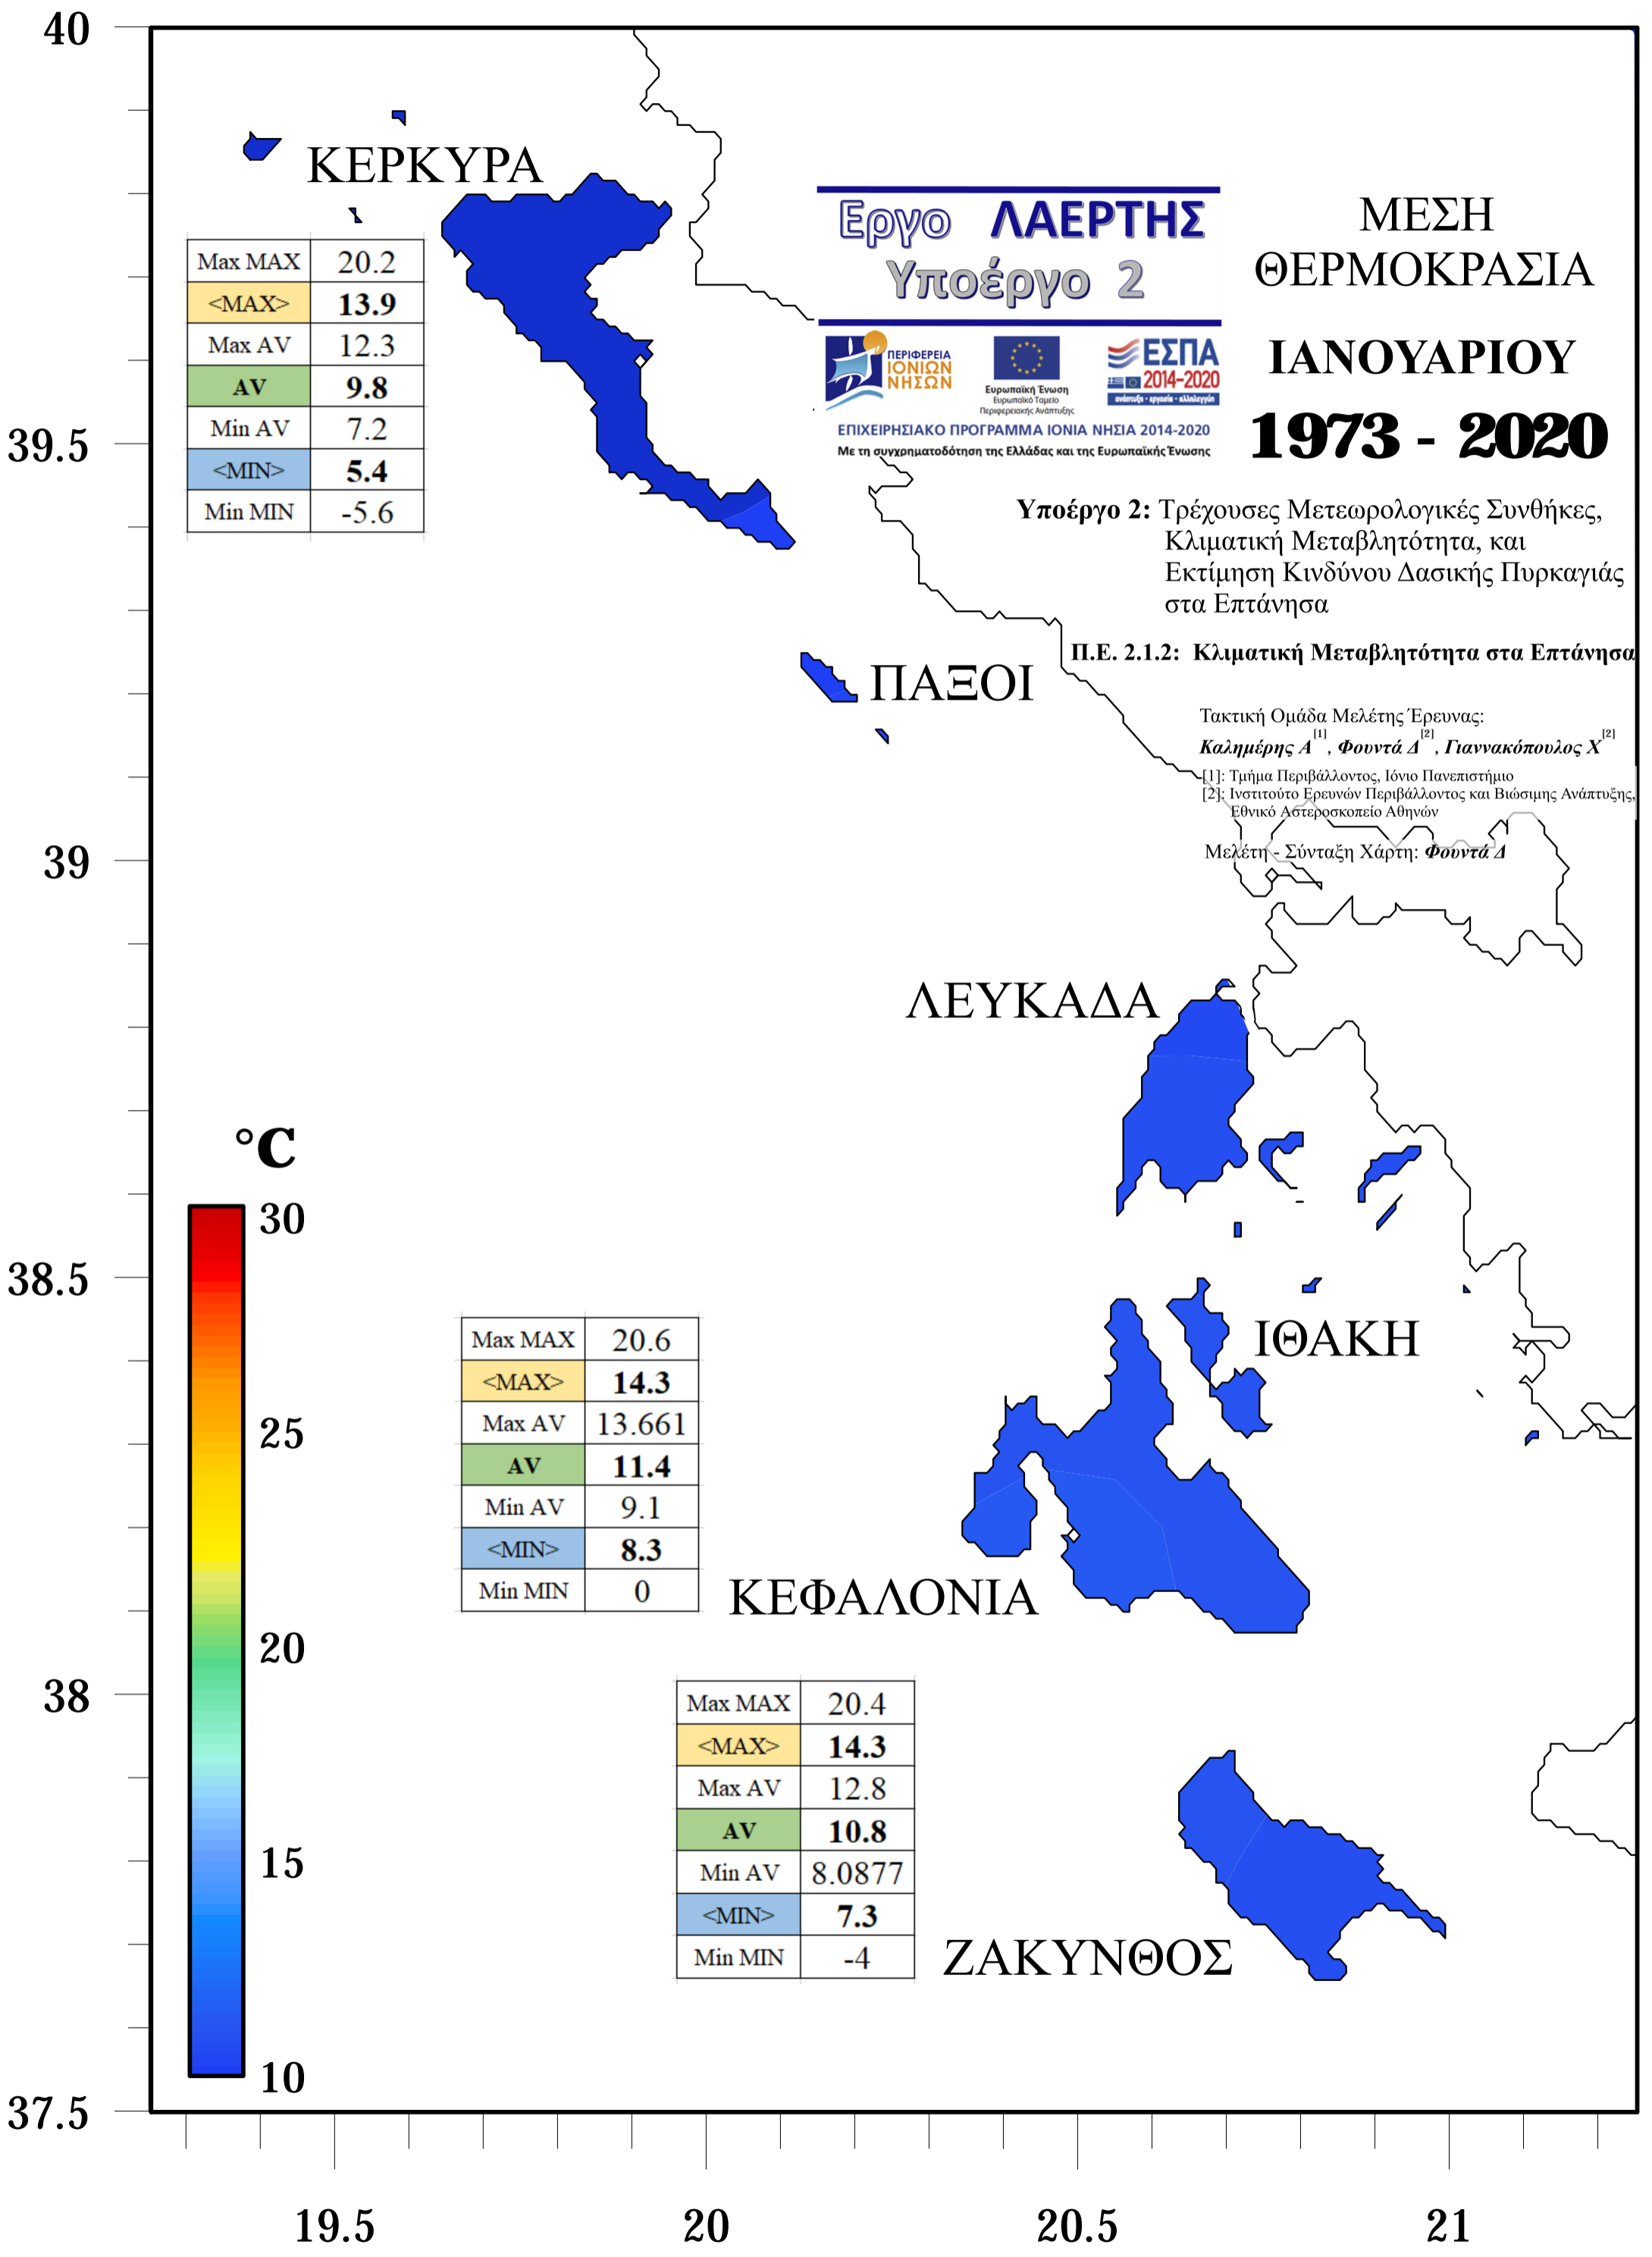 40
39.5
39
38.5
38
37.5
19.5
20
20.5
21
ΚΕΡΚΥΡΑ
Max MAX 20.2
<MAX> 13.9
Max AV 12.3
AV 9.8
Min AV 7.2
<MIN> 5.4
Min MIN -5.6
Εργο ΛΑΕΡΤΗΣ
Υποέργο 2
ΠΕΡΙΦΕΡΕΙΑ
ΙΟΝΙΩΝ
ΝΗΣΩΝ
Ευρωπαϊκή Ένωση
Ευρωπαϊκό Ταμείο
Περιφερειακής Ανάπτυξης
ΕΣΠΑ
2014-2020
ανάπτυξη - εργασία - αλληλεγγύη
ΕΠΙΧΕΙΡΗΣΙΑΚΟ ΠΡΟΓΡΑΜΜΑ ΙΟΝΙΑ ΝΗΣΙΑ 2014-2020
Με τη συγχρηματοδότηση της Ελλάδας και της Ευρωπαϊκής Ένωσης
ΜΕΣΗ
ΘΕΡΜΟΚΡΑΣΙΑ
ΙΑΝΟΥΑΡΙΟΥ
1973 - 2020
Υποέργο 2: Τρέχουσες Μετεωρολογικές Συνθήκες,
Κλιματική Μεταβλητότητα, και
Εκτίμηση Κινδύνου Δασικής Πυρκαγιάς
στα Επτάνησα
Π.Ε. 2.1.2: Κλιματική Μεταβλητότητα στα Επτάνησα
Τακτική Ομάδα Μελέτης Έρευνας:
Καλημέρης Α[1], Φουντά Δ[2], Γιαννακόπουλος Χ[2]
[1]: Τμήμα Περιβάλλοντος, Ιόνιο Πανεπιστήμιο
[2]: Ινστιτούτο Ερευνών Περιβάλλοντος και Βιώσιμης Ανάπτυξης,
Εθνικό Αστεροσκοπείο Αθηνών
Μελέτη - Σύνταξη Χάρτη: Φουντά Δ
ΠΑΞΟΙ
ΛΕΥΚΑΔΑ
ΙΘΑΚΗ
°C
30
25
20
15
10
Max MAX 20.6
<MAX> 14.3
Max AV 13.661
AV 11.4
Min AV 9.1
<MIN> 8.3
Min MIN 0
ΚΕΦΑΛΟΝΙΑ
Max MAX 20.4
<MAX> 14.3
Max AV 12.8
AV 10.8
Min AV 8.0877
<MIN> 7.3
Min MIN -4
ΖΑΚΥΝΘΟΣ